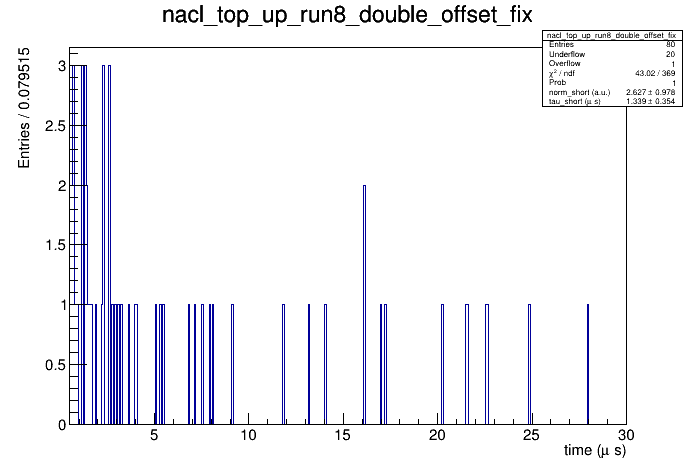 nacl_top_up_run8_double_offset_fix
nacl_top_up_run8_double_offset_fix
Entries 80
Underflow 20
Overflow 1
χ² / ndf 43.02 / 369
Prob 1
norm_short (a.u.) 2.627 ± 0.978
tau_short (μ s) 1.339 ± 0.354
Entries / 0.079515
3
2.5
2
1.5
1
0.5
0
5 10 15 20 25 30
time (μ s)